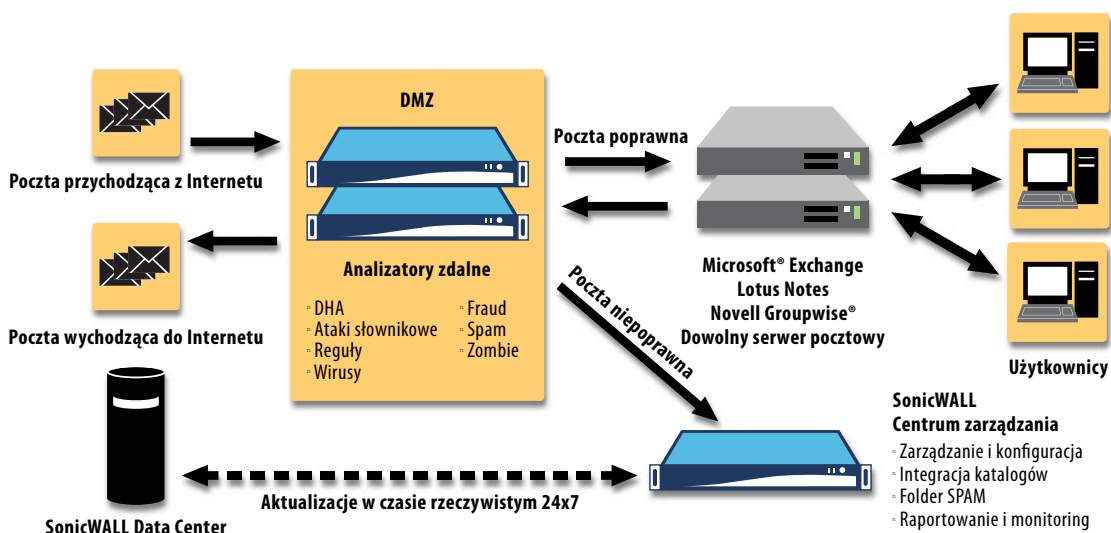 DMZ
Poczta przychodząca z Internetu
Poczta poprawna
Analizatory zdalne
▫ DHA
▫ Ataki słownikowe
▫ Reguły
▫ Wirusy
▫ Fraud
▫ Spam
▫ Zombie
Poczta wychodząca do Internetu
Poczta niepoprawna
Microsoft® Exchange
Lotus Notes
Novell Groupwise®
Dowolny serwer pocztowy
Użytkownicy
SonicWALL
Centrum zarządzania
▫ Zarządzanie i konfiguracja
▫ Integracja katalogów
▫ Folder SPAM
▫ Raportowanie i monitoring
Aktualizacje w czasie rzeczywistym 24x7
SonicWALL Data Center